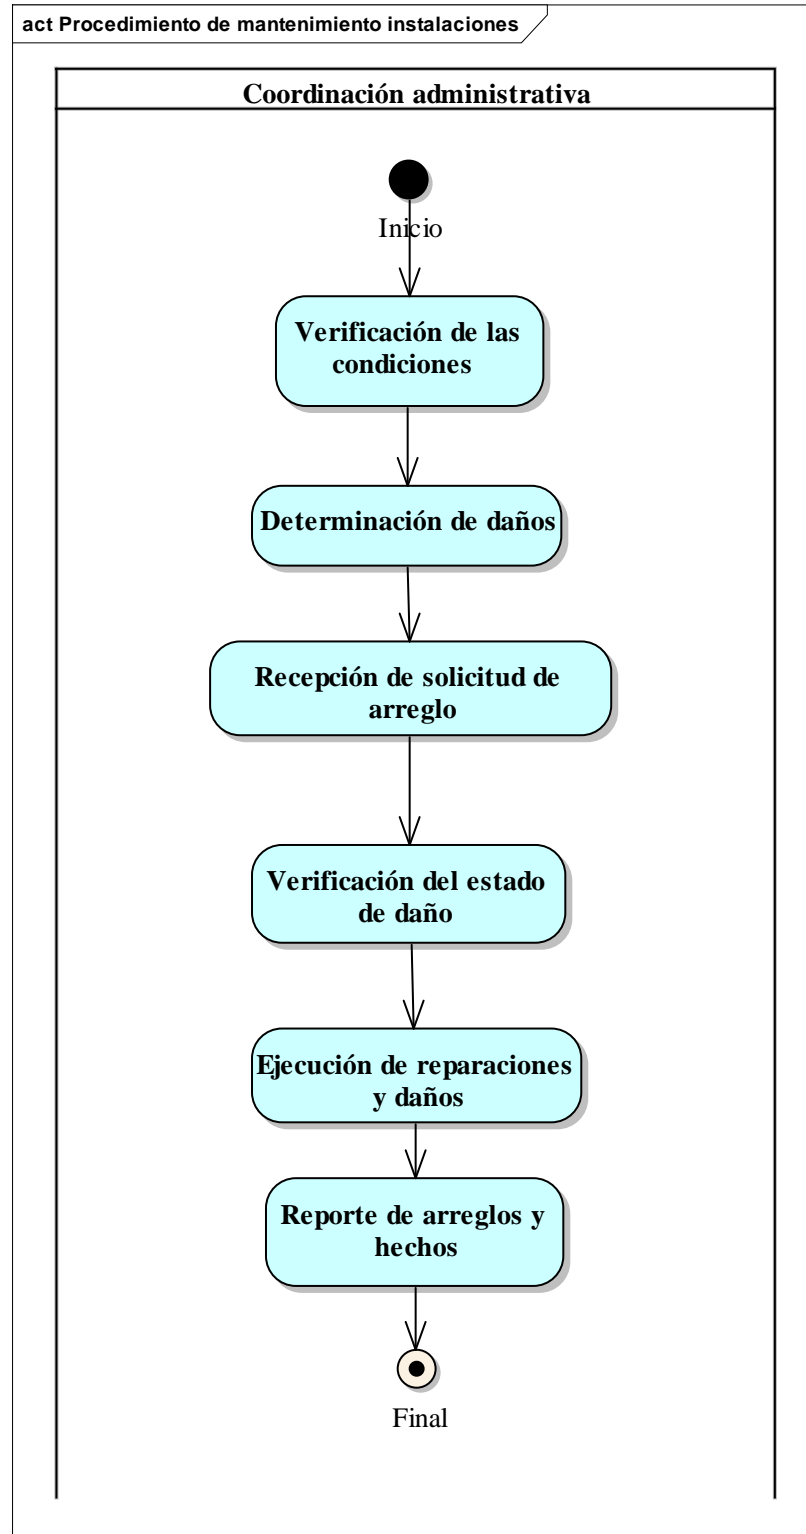 act Procedimiento de mantenimiento instalaciones
Coordinación administrativa
Inicio
Verificación de las
condiciones
Determinación de daños
Recepción de solicitud de
arreglo
Verificación del estado
de daño
Ejecución de reparaciones
y daños
Reporte de arreglos y
hechos
Final